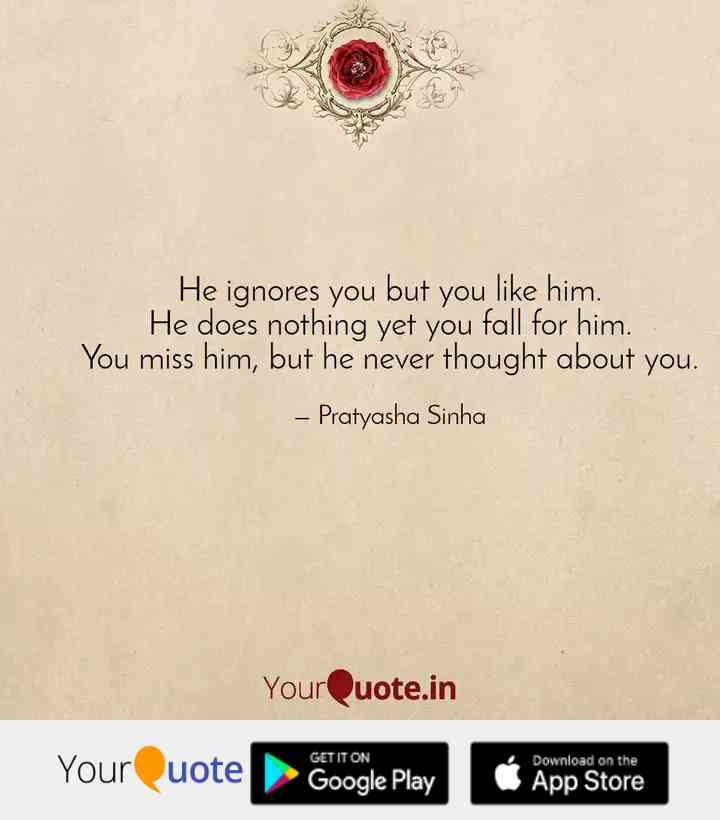 He ignores you but you like him.
He does nothing yet you fall for him.
You miss him, but he never thought about you.
– Pratyasha Sinha
YourQuote.in
YourQuote
GET IT ON
Google Play
Download on the
App Store